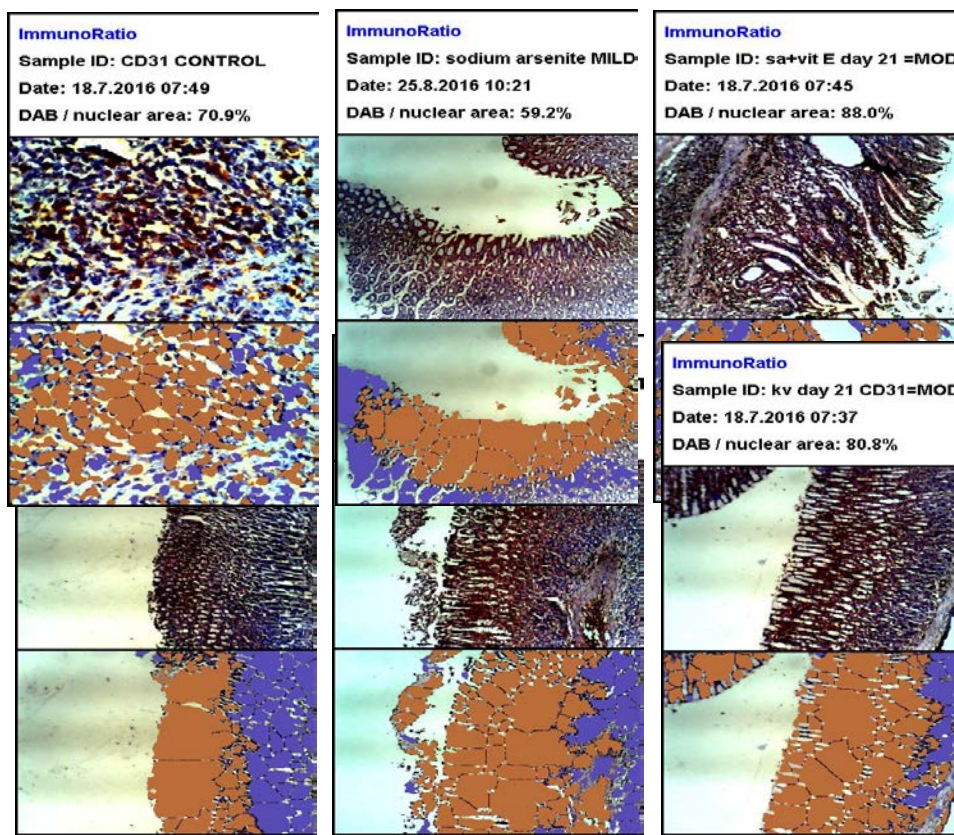 ImmunoRatio
Sample ID: CD31 CONTROL
Date: 18.7.2016 07:49
DAB / nuclear area: 70.9%
ImmunoRatio
Sample ID: sodium arsenite MILD
Date: 25.8.2016 10:21
DAB / nuclear area: 59.2%
ImmunoRatio
Sample ID: sa+vit E day 21 =MOD
Date: 18.7.2016 07:45
DAB / nuclear area: 88.0%
ImmunoRatio
Sample ID: kv day 21 CD31=MOD
Date: 18.7.2016 07:37
DAB / nuclear area: 80.8%